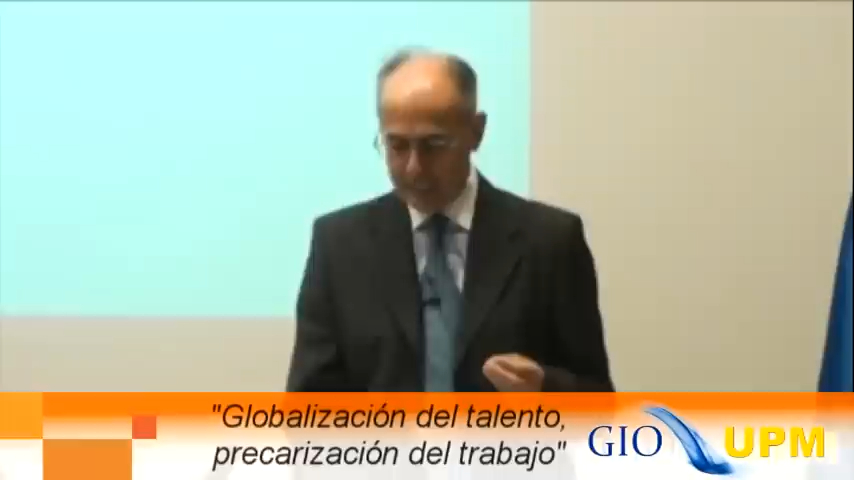 "Globalización del talento,
precarización del trabajo"
GIO
UPM